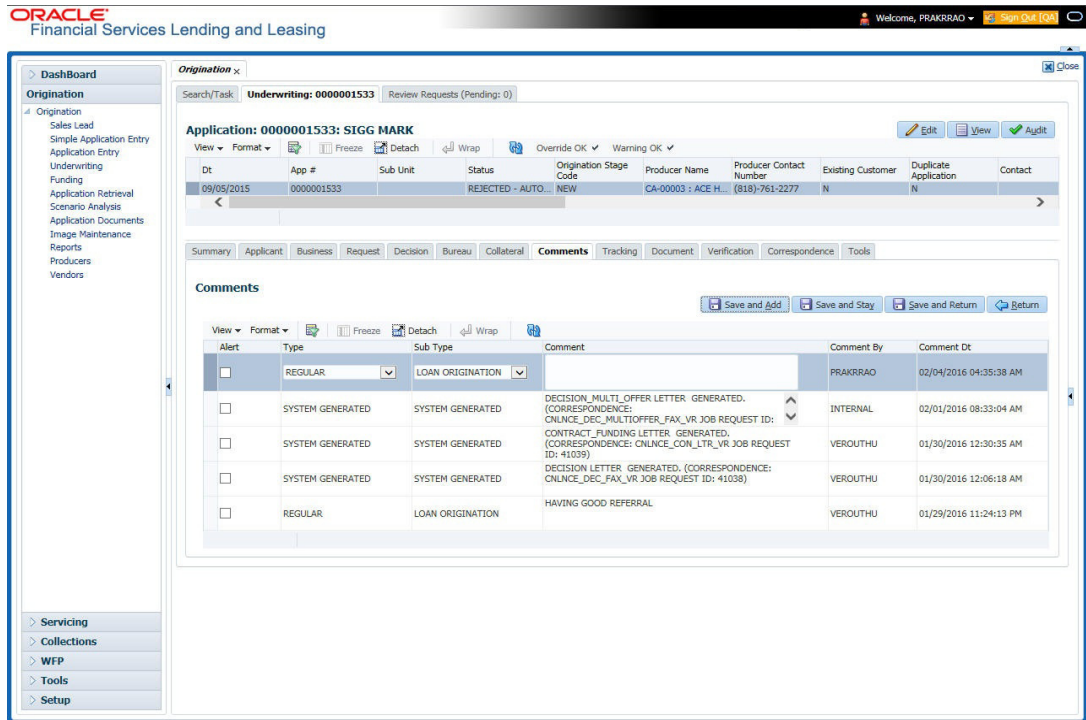 ORACLE
Financial Services Lending and Leasing
Welcome, PRAKRRAO
Sign Out [QA]
DashBoard
Origination
Origination
Sales Lead
Simple Application Entry
Application Entry
Underwriting
Funding
Application Retrieval
Scenario Analysis
Application Documents
Image Maintenance
Reports
Producers
Vendors
Servicing
Collections
WFP
Tools
Setup
Origination
Close
Search/Task Underwriting: 0000001533 Review Requests (Pending: 0)
Application: 0000001533: SIGG MARK
Edit View Audit
View Format Freeze Detach Wrap Override OK Warning OK
Dt App # Sub Unit Status Origination Stage Code Producer Name Producer Contact Number Existing Customer Duplicate Application Contact
09/05/2015 0000001533 REJECTED - AUTO... NEW CA-00003 : ACE H... (818)-761-2277 N N
Summary Applicant Business Request Decision Bureau Collateral Comments Tracking Document Verification Correspondence Tools
Comments
Save and Add Save and Stay Save and Return Return
View Format Freeze Detach Wrap
Alert Type Sub Type Comment Comment By Comment Dt
REGULAR LOAN ORIGINATION PRAKRRAO 02/04/2016 04:35:38 AM
SYSTEM GENERATED SYSTEM GENERATED DECISION_MULTI_OFFER LETTER GENERATED. (CORRESPONDENCE: CNLNCE_DEC_MULTIOFFER_FAX_VR JOB REQUEST ID: INTERNAL 02/01/2016 08:33:04 AM
SYSTEM GENERATED SYSTEM GENERATED CONTRACT_FUNDING LETTER GENERATED. (CORRESPONDENCE: CNLNCE_CON_LTR_VR JOB REQUEST ID: 41039) VEROUTHU 01/30/2016 12:30:35 AM
SYSTEM GENERATED SYSTEM GENERATED DECISION LETTER GENERATED. (CORRESPONDENCE: CNLNCE_DEC_FAX_VR JOB REQUEST ID: 41038) VEROUTHU 01/30/2016 12:06:18 AM
REGULAR LOAN ORIGINATION HAVING GOOD REFERRAL VEROUTHU 01/29/2016 11:24:13 PM